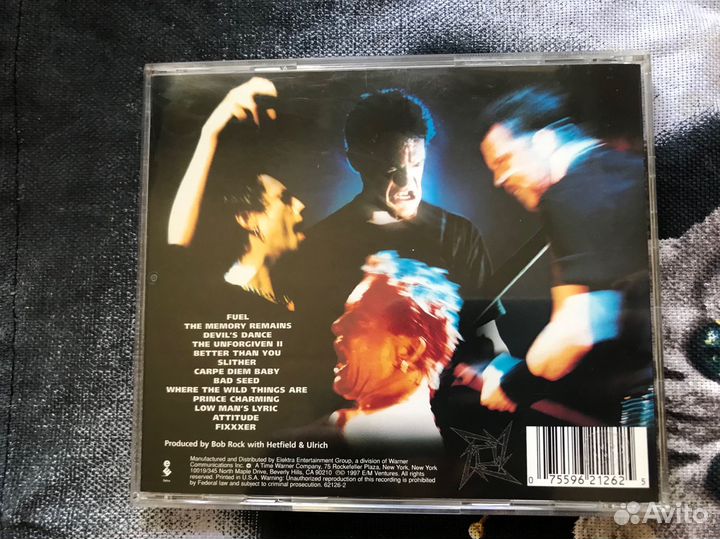 FUEL
THE MEMORY REMAINS
DEVIL'S DANCE
THE UNFORGIVEN II
BETTER THAN YOU
SLITHER
CARPE DIEM BABY
BAD SEED
WHERE THE WILD THINGS ARE
PRINCE CHARMING
LOW MAN'S LYRIC
ATTITUDE
FIXXXER
Produced by Bob Rock with Hetfield & Ulrich
Manufactured and Distributed by Elektra Entertainment Group, a division of Warner
Communications Inc. A Time Warner Company, 75 Rockefeller Plaza, New York, New York
10019/345 North Maple Drive, Beverly Hills, CA 90210 ℗© 1997 E/M Ventures. All rights
reserved. Printed in U.S.A. Warning: Unauthorized reproduction of this recording is prohibited
by Federal law and subject to criminal prosecution. 62126-2
0 75596 21262 5
Avito